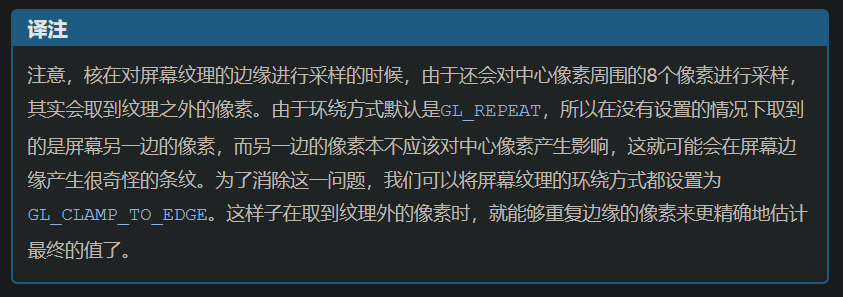 译注
注意，核在对屏幕纹理的边缘进行采样的时候，由于还会对中心像素周围的8个像素进行采样，
其实会取到纹理之外的像素。由于环绕方式默认是GL_REPEAT，所以在没有设置的情况下取到
的是屏幕另一边的像素，而另一边的像素本不应该对中心像素产生影响，这就可能会在屏幕边
缘产生很奇怪的条纹。为了消除这一问题，我们可以将屏幕纹理的环绕方式都设置为
GL_CLAMP_TO_EDGE。这样子在取到纹理外的像素时，就能够重复边缘的像素来更精确地估计
最终的值了。